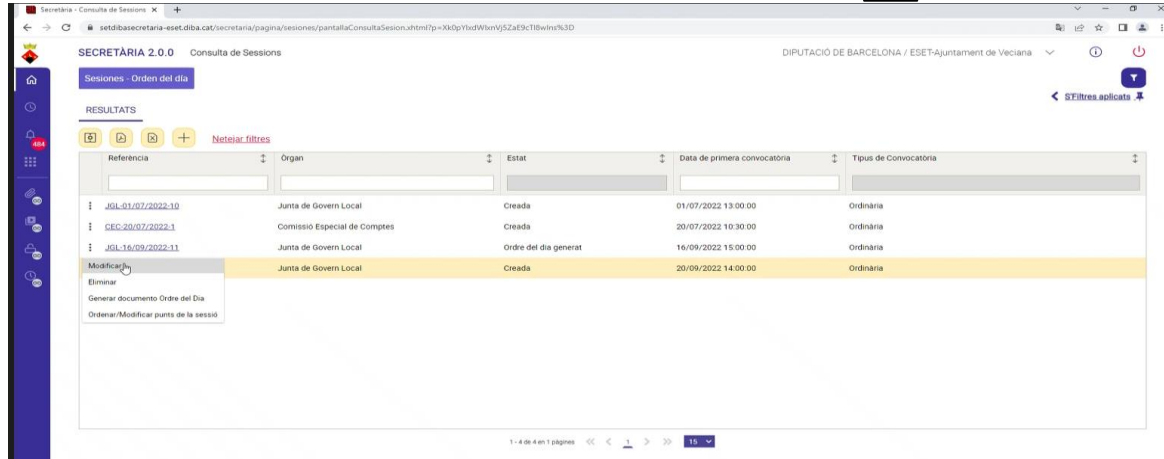 Secretària - Consulta de Sessions
setdibasecretaria-eset.diba.cat/secretaria/pagina/sesiones/pantallaConsultaSesion.xhtml?p=Xk0pYlxdWlxnVj5ZaE9cTl8wlns%3D
SECRETÀRIA 2.0.0 Consulta de Sessions DIPUTACIÓ DE BARCELONA / ESET-Ajuntament de Veciana
Sesiones - Orden del día
S'Filtres aplicats
RESULTATS
484
Netejar filtres
Referència Òrgan Estat Data de primera convocatòria Tipus de Convocatòria
JGL-01/07/2022-10 Junta de Govern Local Creada 01/07/2022 13:00:00 Ordinària
CEC-20/07/2022-1 Comissió Especial de Comptes Creada 20/07/2022 10:30:00 Ordinària
JGL-16/09/2022-11 Junta de Govern Local Ordre del dia generat 16/09/2022 15:00:00 Ordinària
Modificar Junta de Govern Local Creada 20/09/2022 14:00:00 Ordinària
Eliminar
Generar documento Ordre del Dia
Ordenar/Modificar punts de la sessió
1 - 4 de 4 en 1 pàgines 1 15